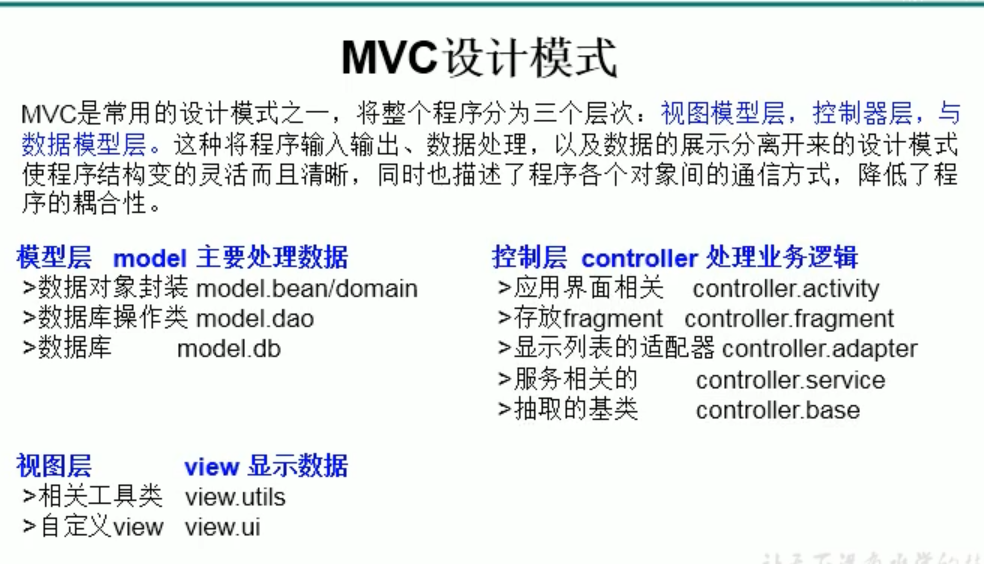 MVC设计模式
MVC是常用的设计模式之一，将整个程序分为三个层次：视图模型层，控制器层，与
数据模型层。这种将程序输入输出、数据处理，以及数据的展示分离开来的设计模式
使程序结构变的灵活而且清晰，同时也描述了程序各个对象间的通信方式，降低了程
序的耦合性。
模型层 model 主要处理数据
>数据对象封装 model.bean/domain
>数据库操作类 model.dao
>数据库 model.db
控制层 controller 处理业务逻辑
>应用界面相关 controller.activity
>存放fragment controller.fragment
>显示列表的适配器 controller.adapter
>服务相关的 controller.service
>抽取的基类 controller.base
视图层 view 显示数据
>相关工具类 view.utils
>自定义view view.ui